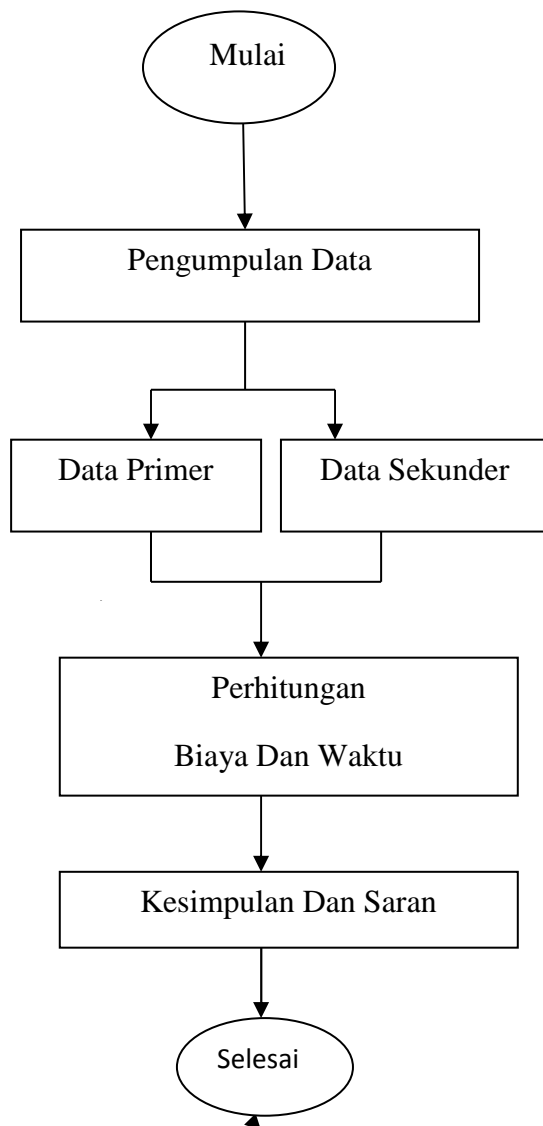 Mulai
Pengumpulan Data
Data Primer
Data Sekunder
Perhitungan
Biaya Dan Waktu
Kesimpulan Dan Saran
Selesai